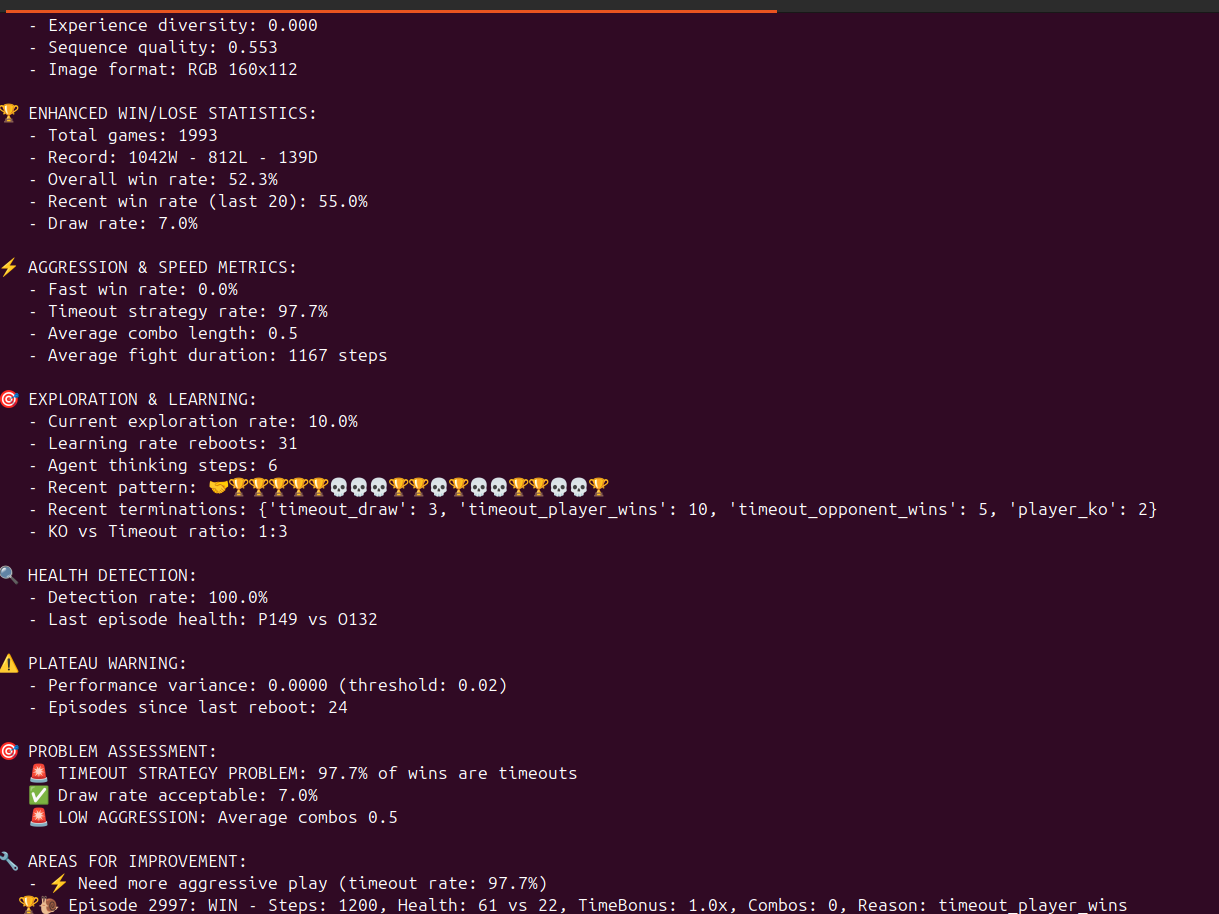 - Experience diversity: 0.000
- Sequence quality: 0.553
- Image format: RGB 160x112
🏆 ENHANCED WIN/LOSE STATISTICS:
- Total games: 1993
- Record: 1042W - 812L - 139D
- Overall win rate: 52.3%
- Recent win rate (last 20): 55.0%
- Draw rate: 7.0%
⚡ AGGRESSION & SPEED METRICS:
- Fast win rate: 0.0%
- Timeout strategy rate: 97.7%
- Average combo length: 0.5
- Average fight duration: 1167 steps
🎯 EXPLORATION & LEARNING:
- Current exploration rate: 10.0%
- Learning rate reboots: 31
- Agent thinking steps: 6
- Recent pattern: 🤝🏆🏆🏆🏆🏆💀💀💀🏆🏆💀🏆💀💀🏆🏆💀💀🏆
- Recent terminations: {'timeout_draw': 3, 'timeout_player_wins': 10, 'timeout_opponent_wins': 5, 'player_ko': 2}
- KO vs Timeout ratio: 1:3
🔍 HEALTH DETECTION:
- Detection rate: 100.0%
- Last episode health: P149 vs O132
⚠️ PLATEAU WARNING:
- Performance variance: 0.0000 (threshold: 0.02)
- Episodes since last reboot: 24
🎯 PROBLEM ASSESSMENT:
🚨 TIMEOUT STRATEGY PROBLEM: 97.7% of wins are timeouts
✅ Draw rate acceptable: 7.0%
🚨 LOW AGGRESSION: Average combos 0.5
🔧 AREAS FOR IMPROVEMENT:
- ⚡ Need more aggressive play (timeout rate: 97.7%)
🏆🐌 Episode 2997: WIN - Steps: 1200, Health: 61 vs 22, TimeBonus: 1.0x, Combos: 0, Reason: timeout_player_wins